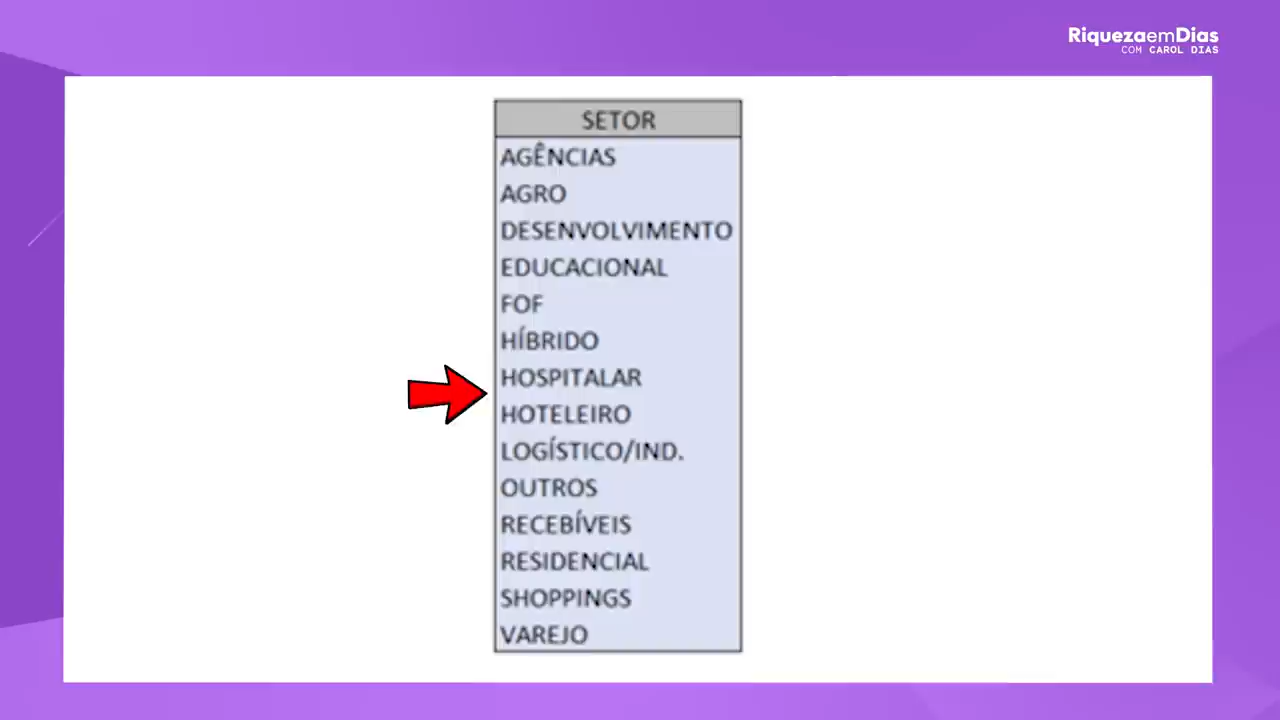 RiquezaemDias
COM CAROL DIAS
SETOR
AGÊNCIAS
AGRO
DESENVOLVIMENTO
EDUCACIONAL
FOF
HÍBRIDO
HOSPITALAR
HOTELEIRO
LOGÍSTICO/IND.
OUTROS
RECEBÍVEIS
RESIDENCIAL
SHOPPINGS
VAREJO